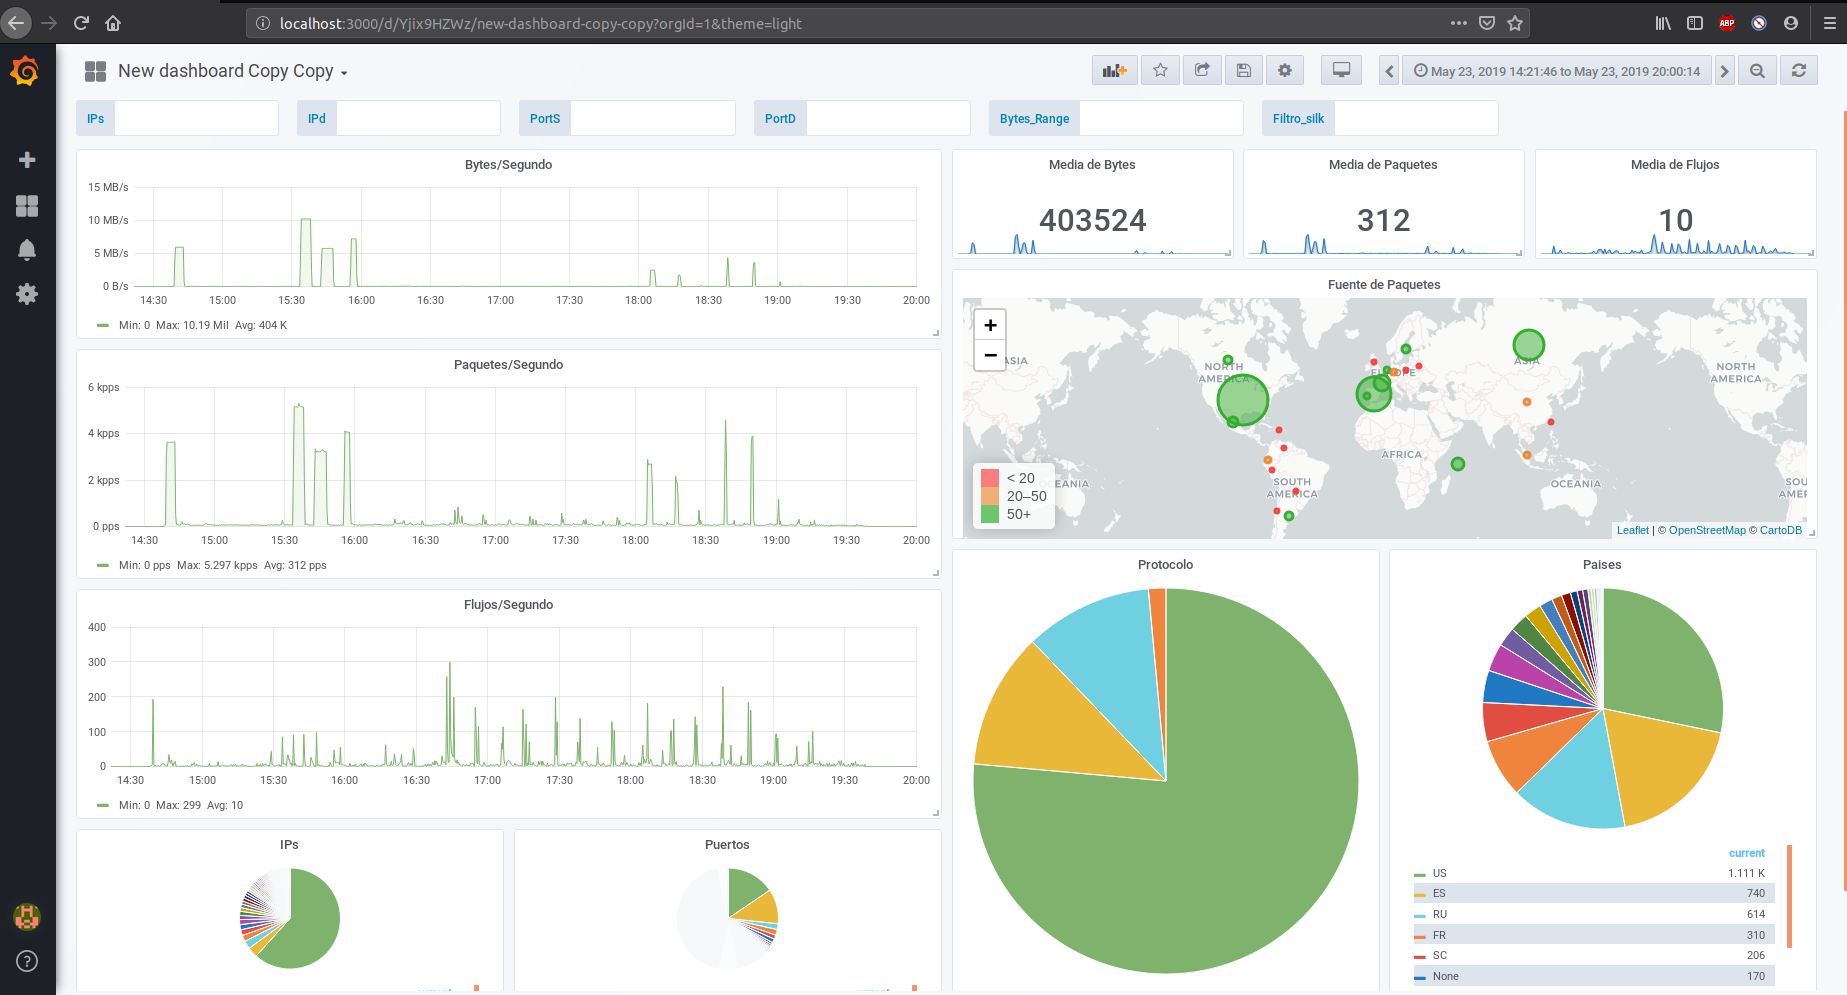 localhost:3000/d/Yjix9HZWz/new-dashboard-copy-copy?orgId=1&theme=light
ABP
New dashboard Copy Copy
May 23, 2019 14:21:46 to May 23, 2019 20:00:14
IPs
IPd
PortS
PortD
Bytes_Range
Filtro_silk
Bytes/Segundo
15 MB/s
10 MB/s
5 MB/s
0 B/s
14:30 15:00 15:30 16:00 16:30 17:00 17:30 18:00 18:30 19:00 19:30 20:00
Min: 0 Max: 10.19 Mil Avg: 404 K
Media de Bytes
403524
Media de Paquetes
312
Media de Flujos
10
Paquetes/Segundo
6 kpps
4 kpps
2 kpps
0 pps
14:30 15:00 15:30 16:00 16:30 17:00 17:30 18:00 18:30 19:00 19:30 20:00
Min: 0 pps Max: 5.297 kpps Avg: 312 pps
Fuente de Paquetes
+
−
ASIA
NORTH
AMERICA
EUROPE
ASIA
NORTH
AMERICA
AFRICA
OCEANIA
SOUTH
AMERICA
OCEANIA
SOU
AMER
< 20
20–50
50+
Leaflet | © OpenStreetMap © CartoDB
Flujos/Segundo
400
300
200
100
0
14:30 15:00 15:30 16:00 16:30 17:00 17:30 18:00 18:30 19:00 19:30 20:00
Min: 0 Max: 299 Avg: 10
Protocolo
Paises
current
US 1.111 K
ES 740
RU 614
FR 310
SC 206
None 170
IPs
Puertos